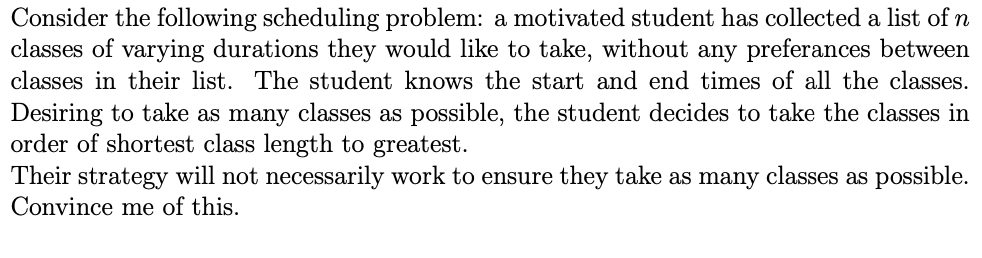 Consider the following scheduling problem: a motivated student has collected a list of n
classes of varying durations they would like to take, without any preferances between
classes in their list. The student knows the start and end times of all the classes.
Desiring to take as many classes as possible, the student decides to take the classes in
order of shortest class length to greatest.
Their strategy will not necessarily work to ensure they take as many classes as possible.
Convince me of this.